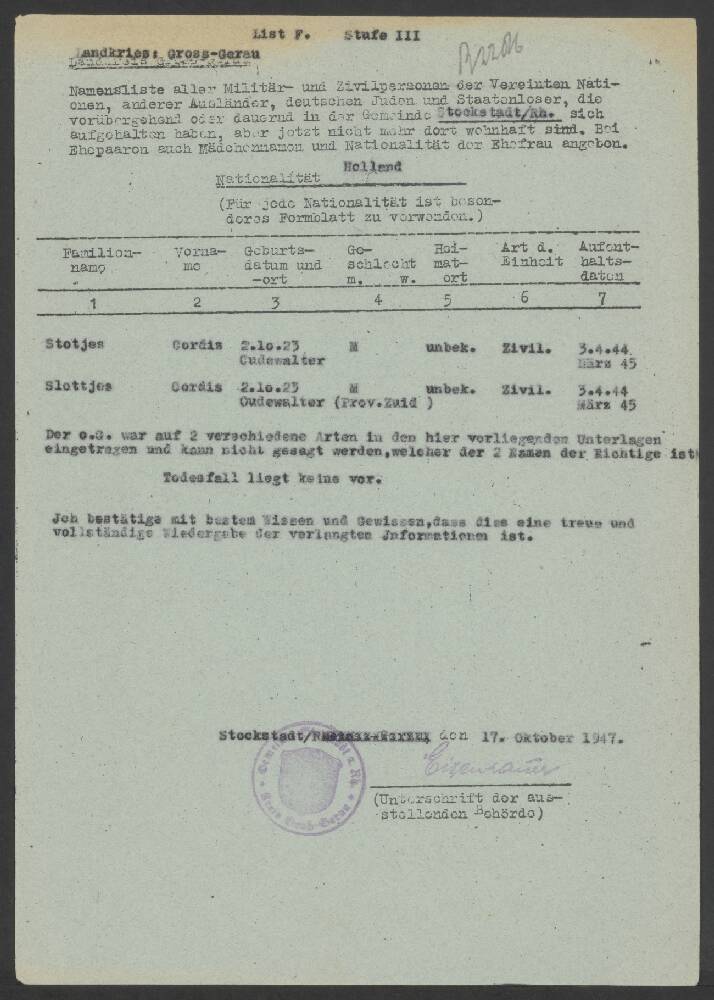 List F. Stufe III
Landkries: Gross-Gerau
Namensliste aller Militär- und Zivilpersonen der Vereinten Nati-
onen, anderer Ausländer, deutschen Juden und Staatenloser, die
vorübergehend oder dauernd in der Gemeinde Stockstadt/Rh. sich
aufgehalten haben, aber jetzt nicht mehr dort wohnhaft sind. Bei
Ehepaaren auch Mädchennamen und Nationalität der Ehefrau angeben.
Holland
Nationalität
(Für jede Nationalität ist beson-
deres Formblatt zu verwenden.)
Familien- Vorna- Geburts- Ge- Hei- Art d. Aufent-
name me datum und schlecht mat- Einheit halts-
-ort m. w. ort daten
1 2 3 4 5 6 7
Stotjes Cordis 2.10.23 M unbek. Zivil. 3.4.44
Oudewalter März 45
Slottjes Cordis 2.10.23 M unbek. Zivil. 3.4.44
Oudewalter (Prov.Zuid ) März 45
Der o.G. war auf 2 verschiedene Arten in den hier vorliegenden Unterlagen
eingetragen und kann nicht gesagt werden,welcher der 2 Namen der Richtige ist
Todesfall liegt keine vor.
Jch bestätige mit bestem Wissen und Gewissen,dass dies eine treue und
vollständige Wiedergabe der verlangten Jnformationen ist.
Stockstadt/ den 17. Oktober 1947.
(Unterschrift der aus-
stellenden Behörde)